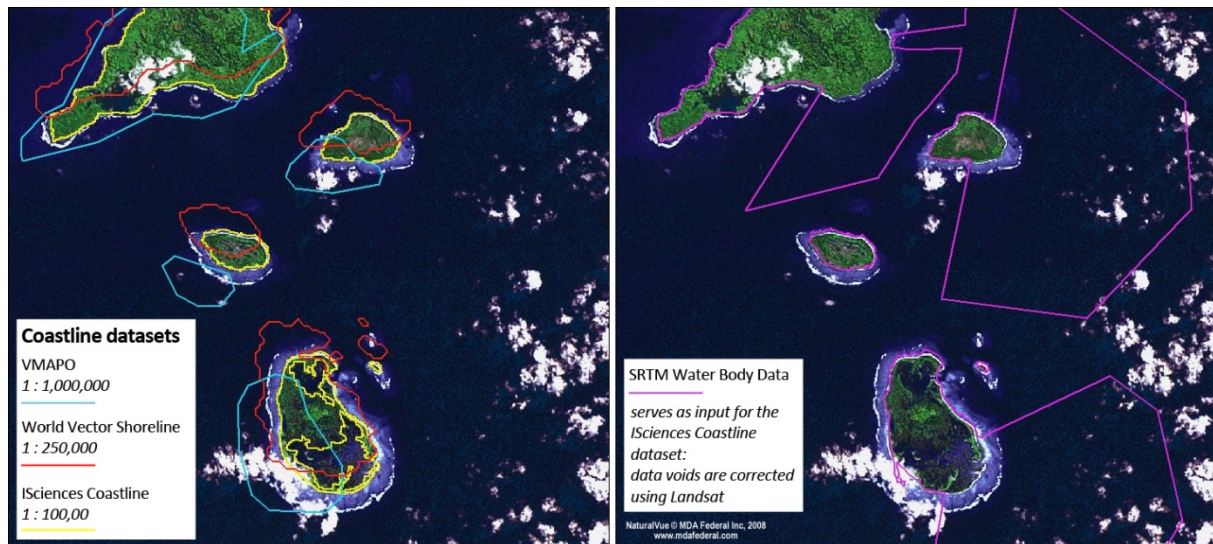 Coastline datasets
VMAPO
1 : 1,000,000
World Vector Shoreline
1 : 250,000
ISciences Coastline
1 : 100,00
SRTM Water Body Data
serves as input for the
ISciences Coastline
dataset:
data voids are corrected
using Landsat
NaturalVue © MDA Federal Inc, 2008
www.mdafederal.com